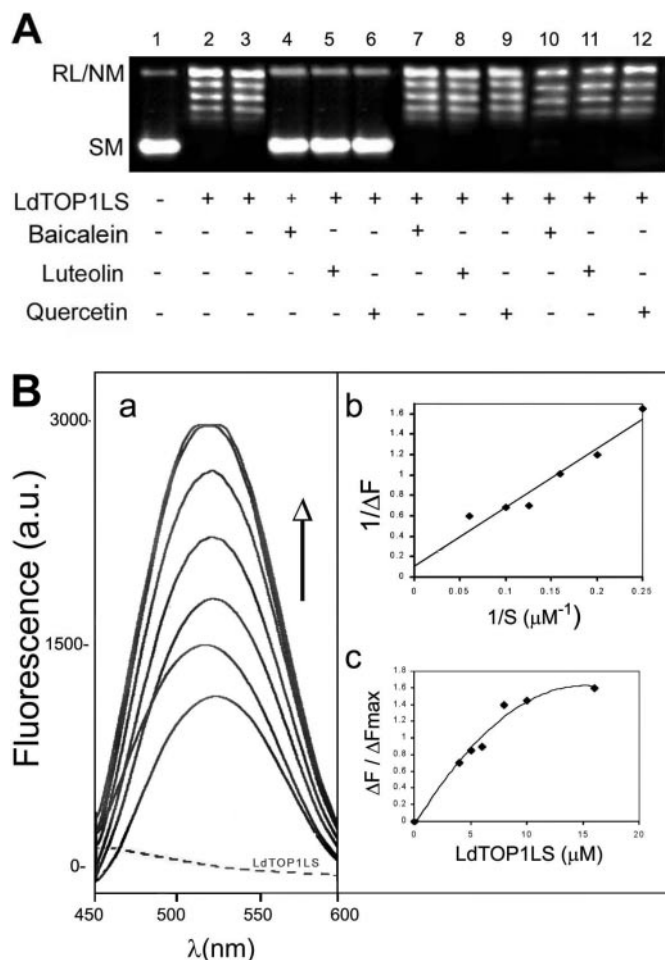 A
1 2 3 4 5 6 7 8 9 10 11 12
RL/NM
SM
LdTOP1LS - + + + + + + + + + + +
Baicalein - - - + - - + - - + - -
Luteolin - - - - + - - + - - + -
Quercetin - - - - - + - - + - - +
B
a
3000-
1500-
0-
Fluorescence (a.u.)
LdTOP1LS
450 500 550 600
λ(nm)
b
1.6
1.4
1.2
1
0.8
0.6
0.4
0.2
0
1/ΔF
0 0.05 0.1 0.15 0.2 0.25
1/S (μM-1)
c
1.8
1.6
1.4
1.2
1
0.8
0.6
0.4
0.2
0
ΔF / ΔFmax
0 5 10 15 20
LdTOP1LS (μM)